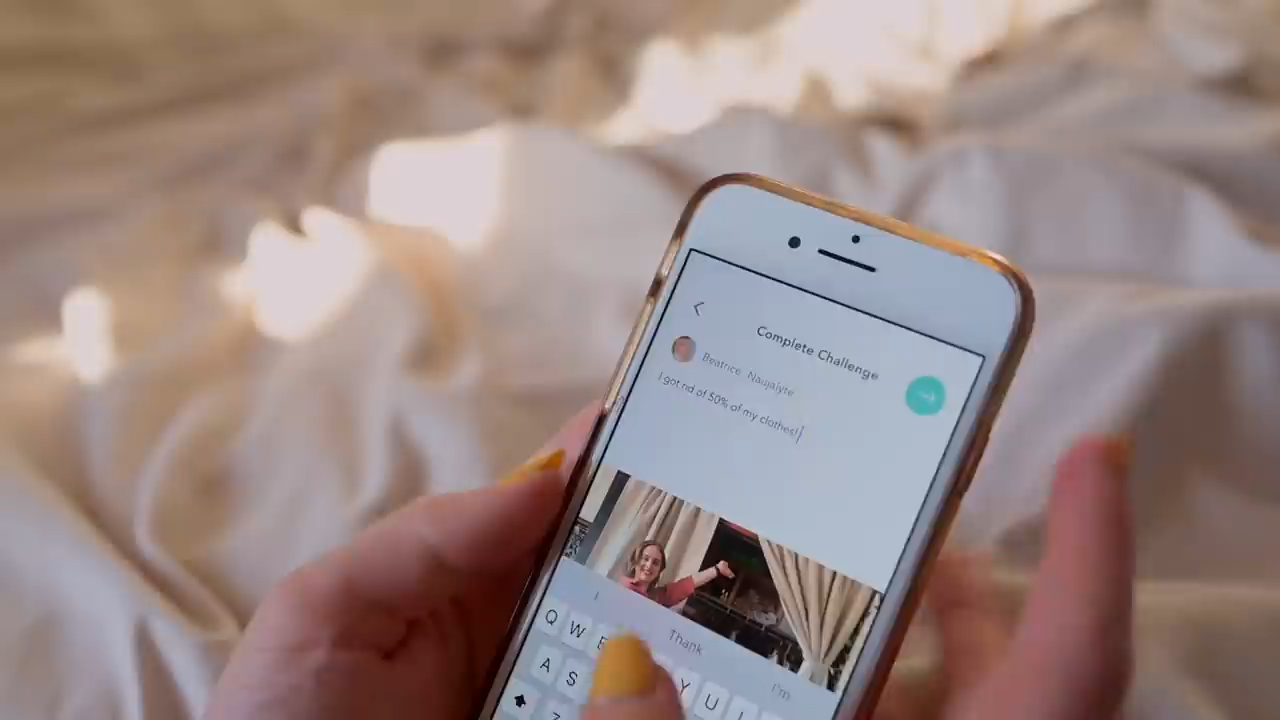 Complete Challenge
Beatrice Naujalyte
I got rid of 50% of my clothes!
I
Thank
I'm
Q W E Y U I
A S
Z